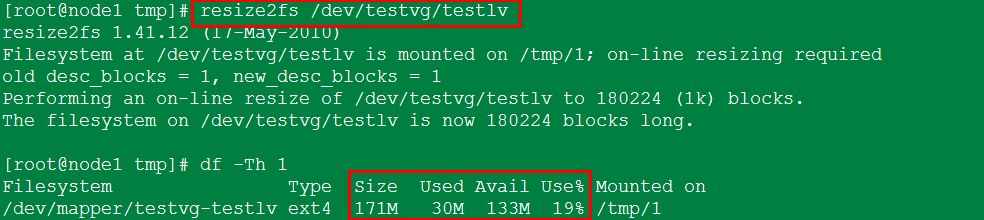 [root@node1 tmp]# resize2fs /dev/testvg/testlv
resize2fs 1.41.12 (17-May-2010)
Filesystem at /dev/testvg/testlv is mounted on /tmp/1; on-line resizing required
old desc_blocks = 1, new_desc_blocks = 1
Performing an on-line resize of /dev/testvg/testlv to 180224 (1k) blocks.
The filesystem on /dev/testvg/testlv is now 180224 blocks long.
[root@node1 tmp]# df -Th 1
Filesystem Type Size Used Avail Use% Mounted on
/dev/mapper/testvg-testlv ext4 171M 30M 133M 19% /tmp/1